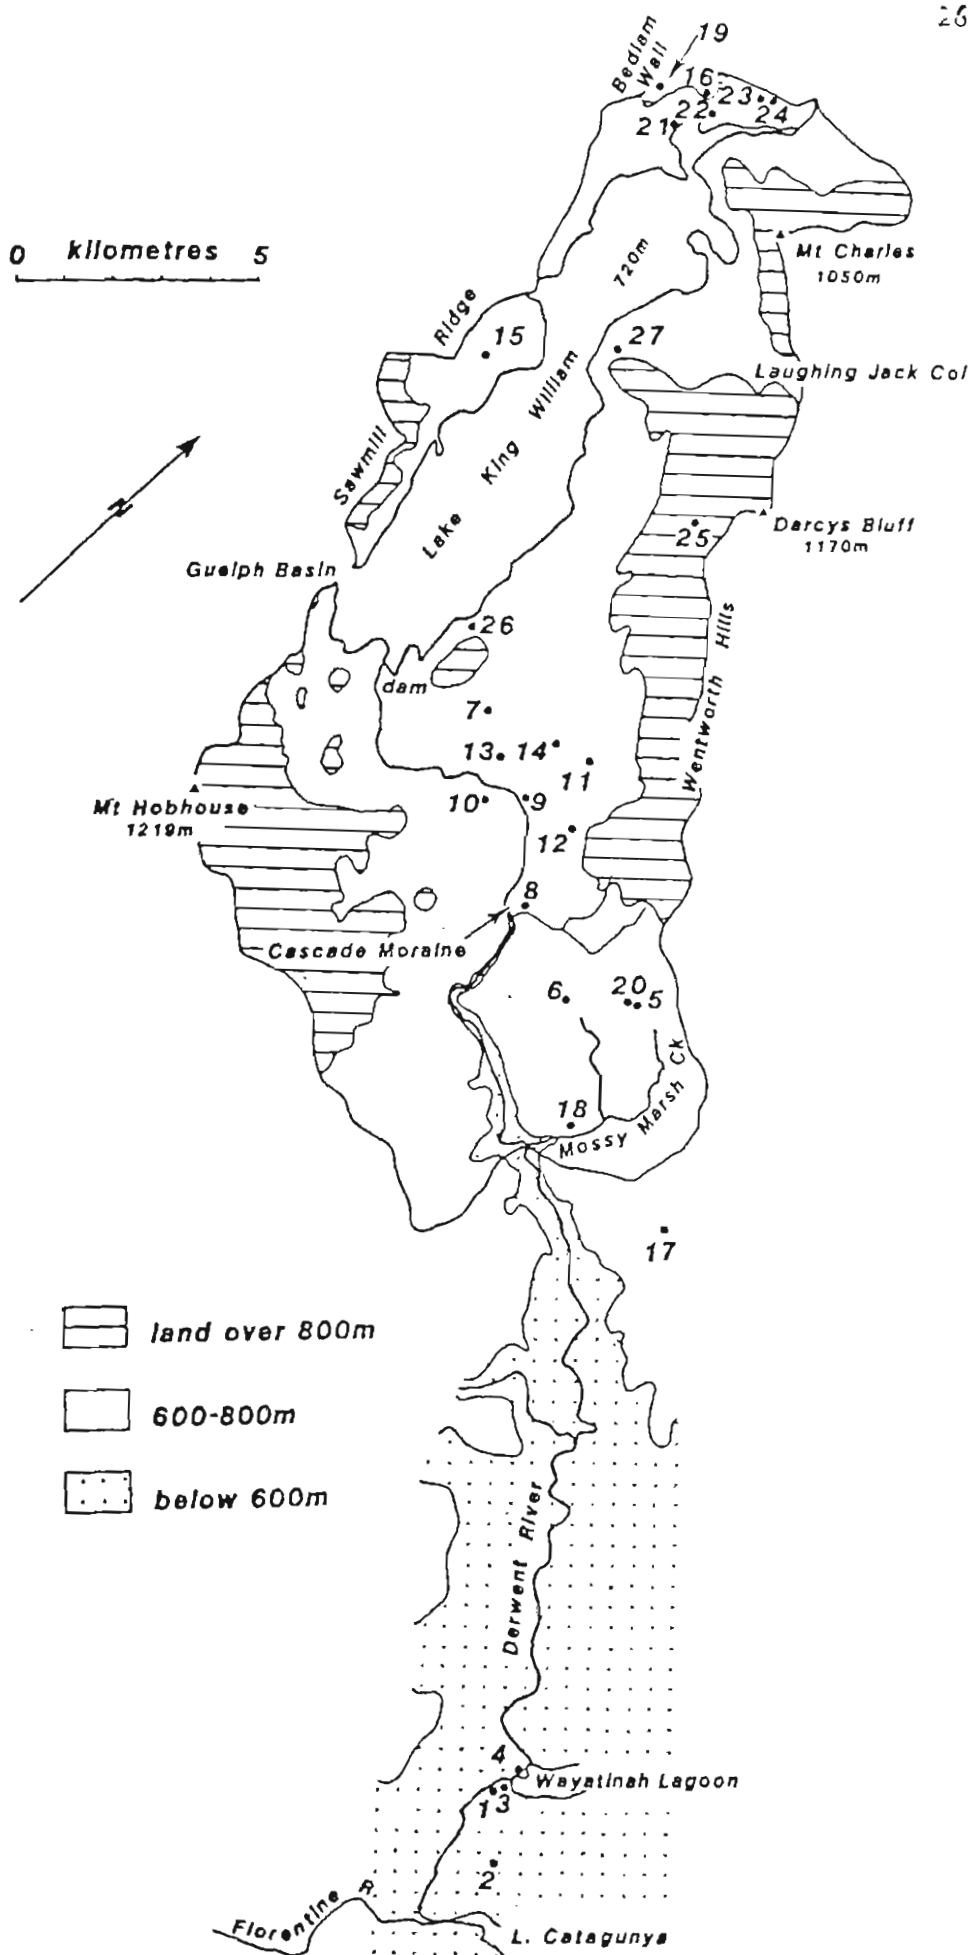 26
19
Bedlam
Wall
16
23
22
24
21
0 kilometres 5
720m
Mt Charles
1050m
Ridge
15
27
William
Laughing Jack Col
Sawmill
King
Lake
Darcys Bluff
1170m
25
Guelph Basin
Hills
26
dam
7
13 14
11
Wentworth
Mt Hobhouse
1219m
10
9
12
8
Cascade Moraine
6
20
5
Mossy Marsh Ck
18
17
land over 800m
600-800m
below 600m
Derwent River
4
Wayatinah Lagoon
1 3
2
Florentine R.
L. Catagunya
N